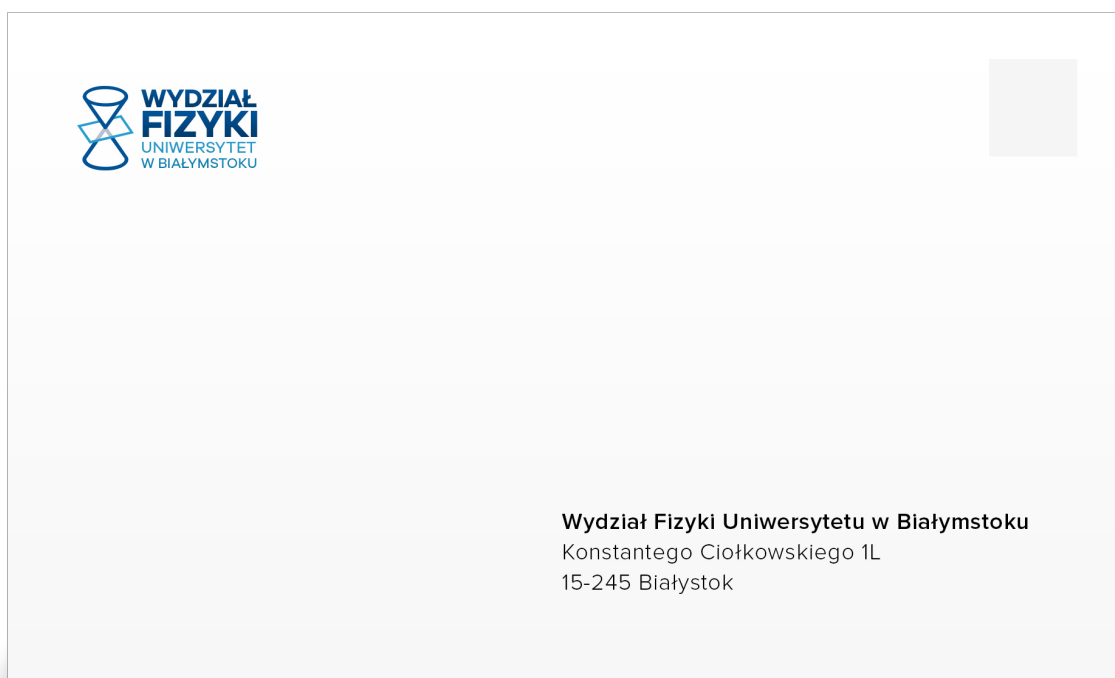 WYDZIAŁ
FIZYKI
UNIWERSYTET
W BIAŁYMSTOKU
Wydział Fizyki Uniwersytetu w Białymstoku
Konstantego Ciołkowskiego 1L
15-245 Białystok